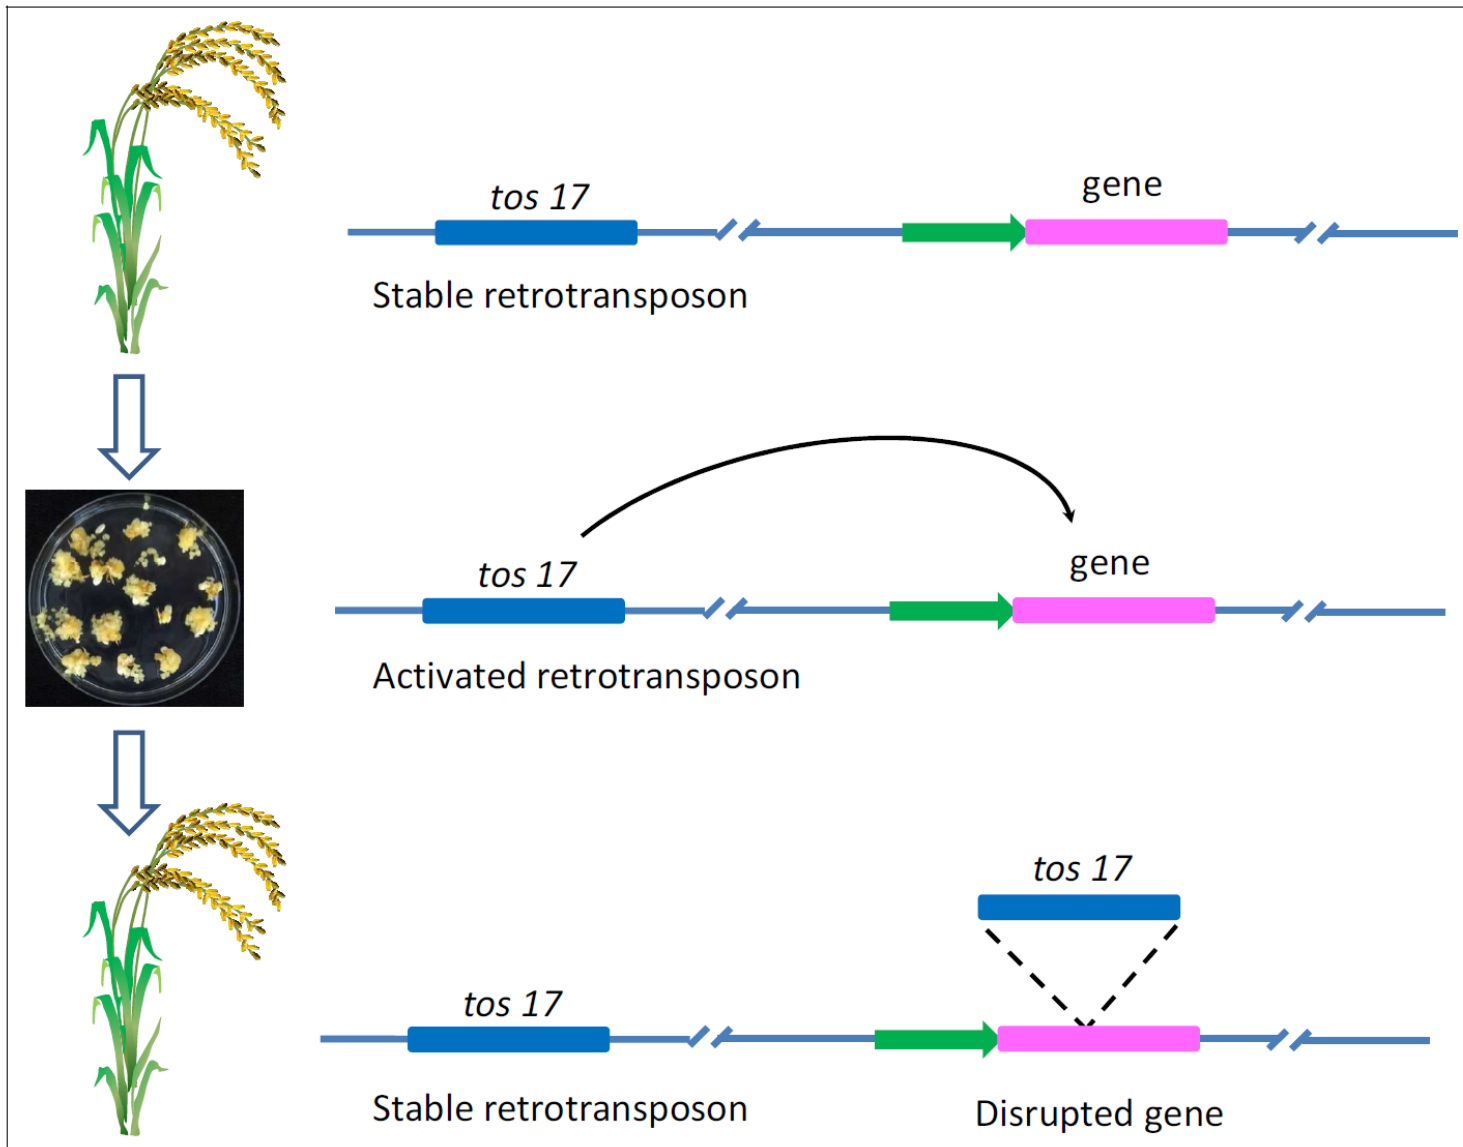 tos 17
gene
Stable retrotransposon
tos 17
gene
Activated retrotransposon
tos 17
tos 17
Stable retrotransposon
Disrupted gene